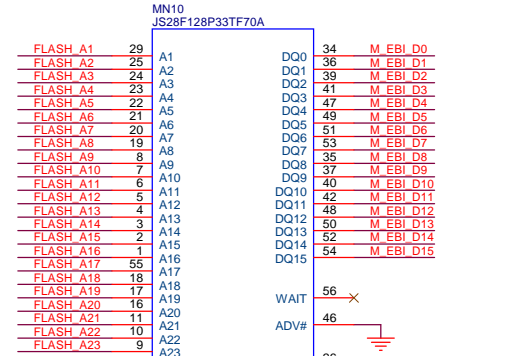 MN10
JS28F128P33TF70A
FLASH_A1 29 A1 DQ0 34 M_EBI_D0
FLASH_A2 25 A2 DQ1 36 M_EBI_D1
FLASH_A3 24 A3 DQ2 39 M_EBI_D2
FLASH_A4 23 A4 DQ3 41 M_EBI_D3
FLASH_A5 22 A5 DQ4 47 M_EBI_D4
FLASH_A6 21 A6 DQ5 49 M_EBI_D5
FLASH_A7 20 A7 DQ6 51 M_EBI_D6
FLASH_A8 19 A8 DQ7 53 M_EBI_D7
FLASH_A9 8 A9 DQ8 35 M_EBI_D8
FLASH_A10 7 A10 DQ9 37 M_EBI_D9
FLASH_A11 6 A11 DQ10 40 M_EBI_D10
FLASH_A12 5 A12 DQ11 42 M_EBI_D11
FLASH_A13 4 A13 DQ12 48 M_EBI_D12
FLASH_A14 3 A14 DQ13 50 M_EBI_D13
FLASH_A15 2 A15 DQ14 52 M_EBI_D14
FLASH_A16 1 A16 DQ15 54 M_EBI_D15
FLASH_A17 55 A17
FLASH_A18 18 A18
FLASH_A19 17 A19 WAIT 56
FLASH_A20 16 A20
FLASH_A21 11 A21 ADV# 46
FLASH_A22 10 A22
FLASH_A23 9 A23